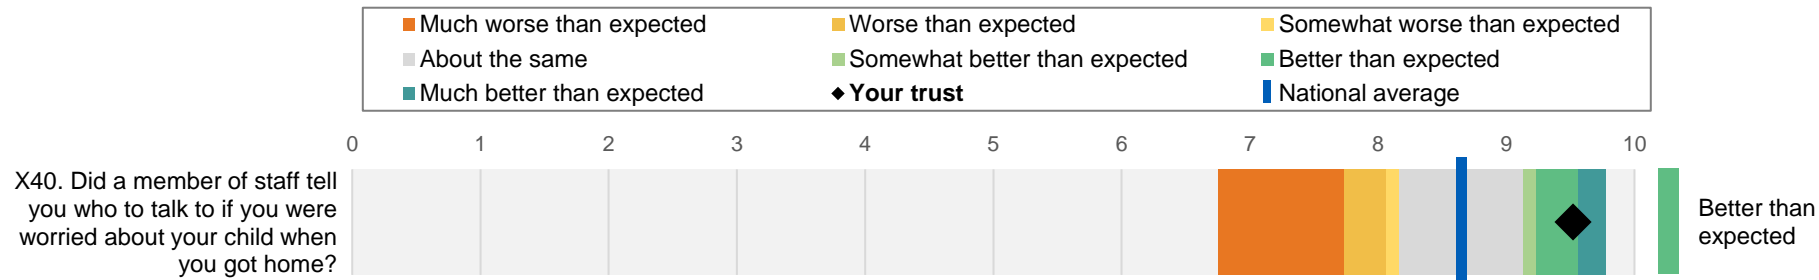 Much worse than expected
Worse than expected
Somewhat worse than expected
About the same
Somewhat better than expected
Better than expected
Much better than expected
Your trust
National average
0 1 2 3 4 5 6 7 8 9 10
X40. Did a member of staff tell
you who to talk to if you were
worried about your child when
you got home?
Better than
expected